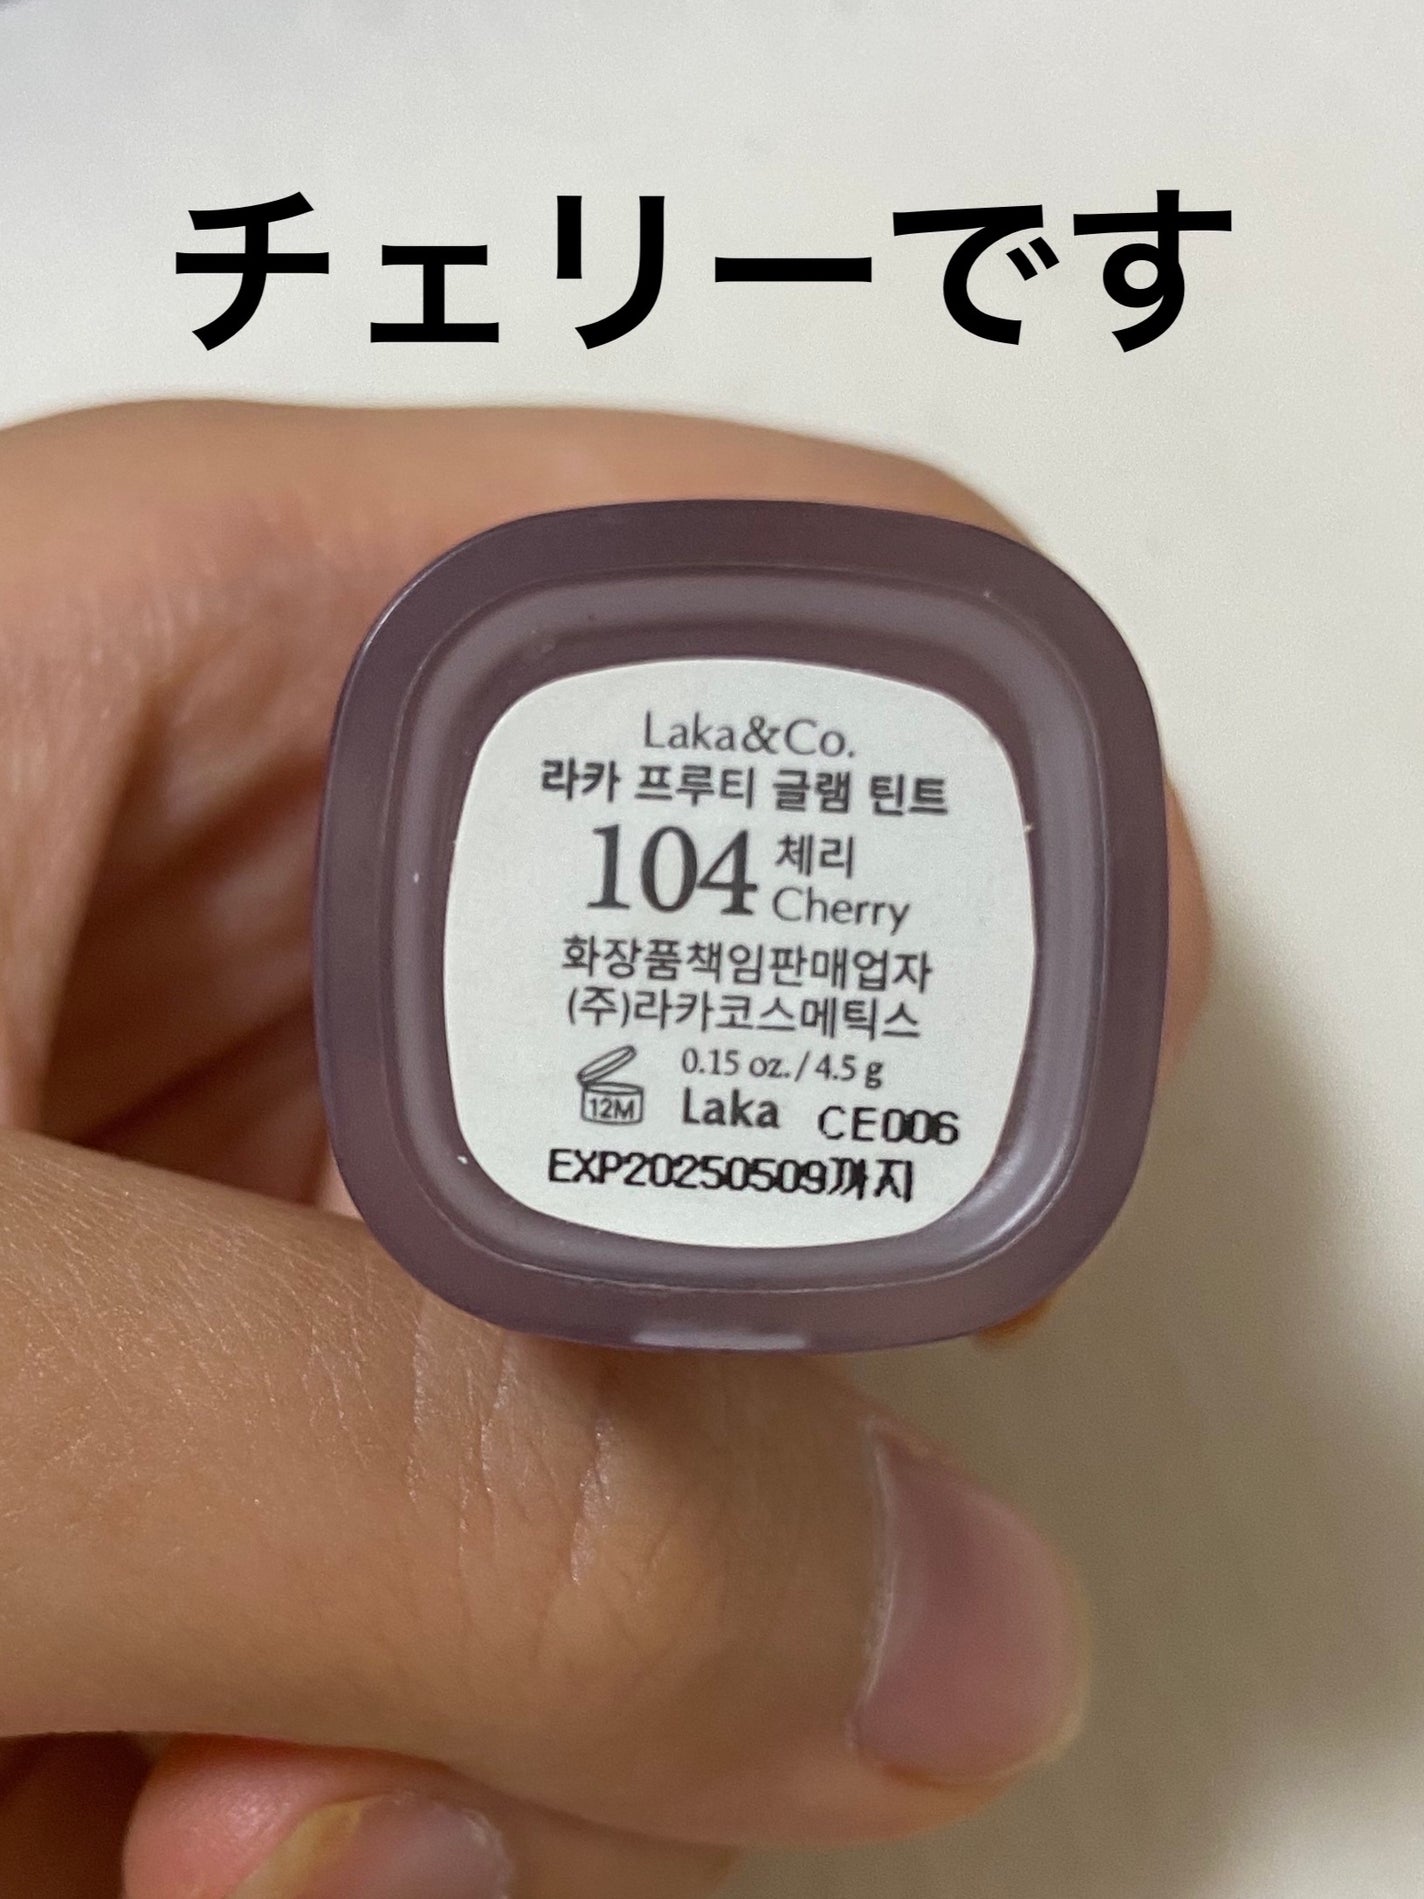 チェリーです
Laka&Co.
라카 프루티 글램 틴트
104 체리
Cherry
화장품책임판매업자
(주)라카코스메틱스
0.15 oz. / 4.5 g
12M Laka CE006
EXP20250509까지